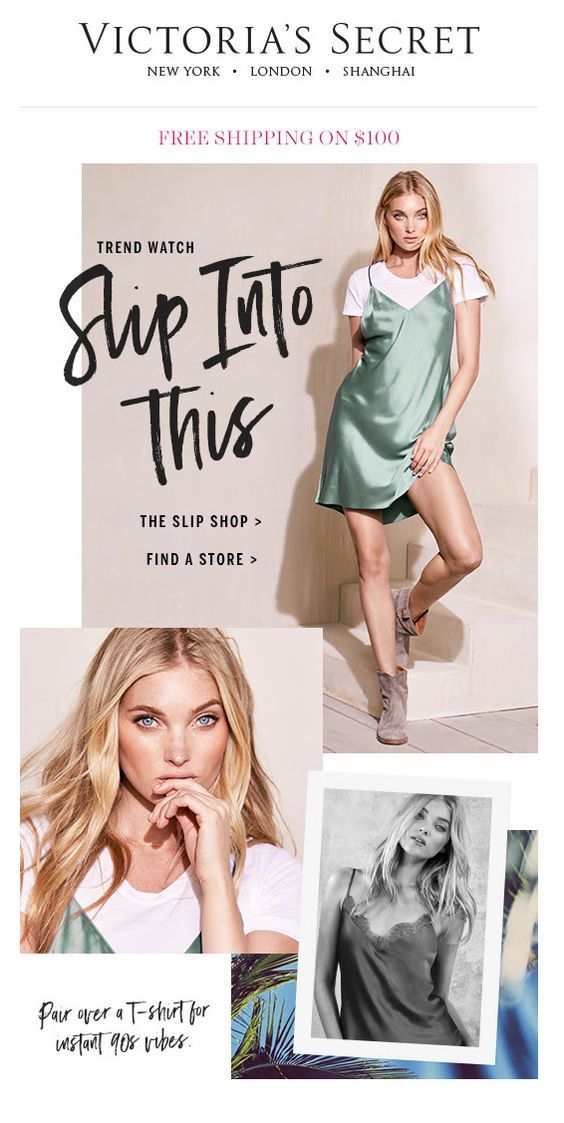 VICTORIA'S SECRET
NEW YORK • LONDON • SHANGHAI
FREE SHIPPING ON $100
TREND WATCH
Slip Into
This
THE SLIP SHOP >
FIND A STORE >
Pair over a T-shirt for
instant 90s vibes.